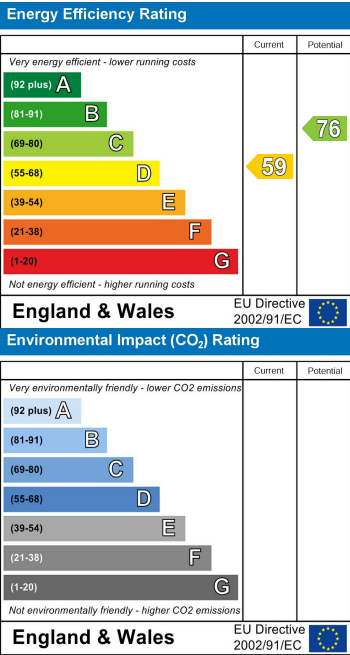 Energy Efficiency Rating
Current Potential
Very energy efficient - lower running costs
(92 plus) A
(81-91) B
(69-80) C
(55-68) D
(39-54) E
(21-38) F
(1-20) G
59
76
Not energy efficient - higher running costs
England & Wales
EU Directive
2002/91/EC
Environmental Impact (CO₂) Rating
Current Potential
Very environmentally friendly - lower CO2 emissions
(92 plus) A
(81-91) B
(69-80) C
(55-68) D
(39-54) E
(21-38) F
(1-20) G
Not environmentally friendly - higher CO2 emissions
England & Wales
EU Directive
2002/91/EC